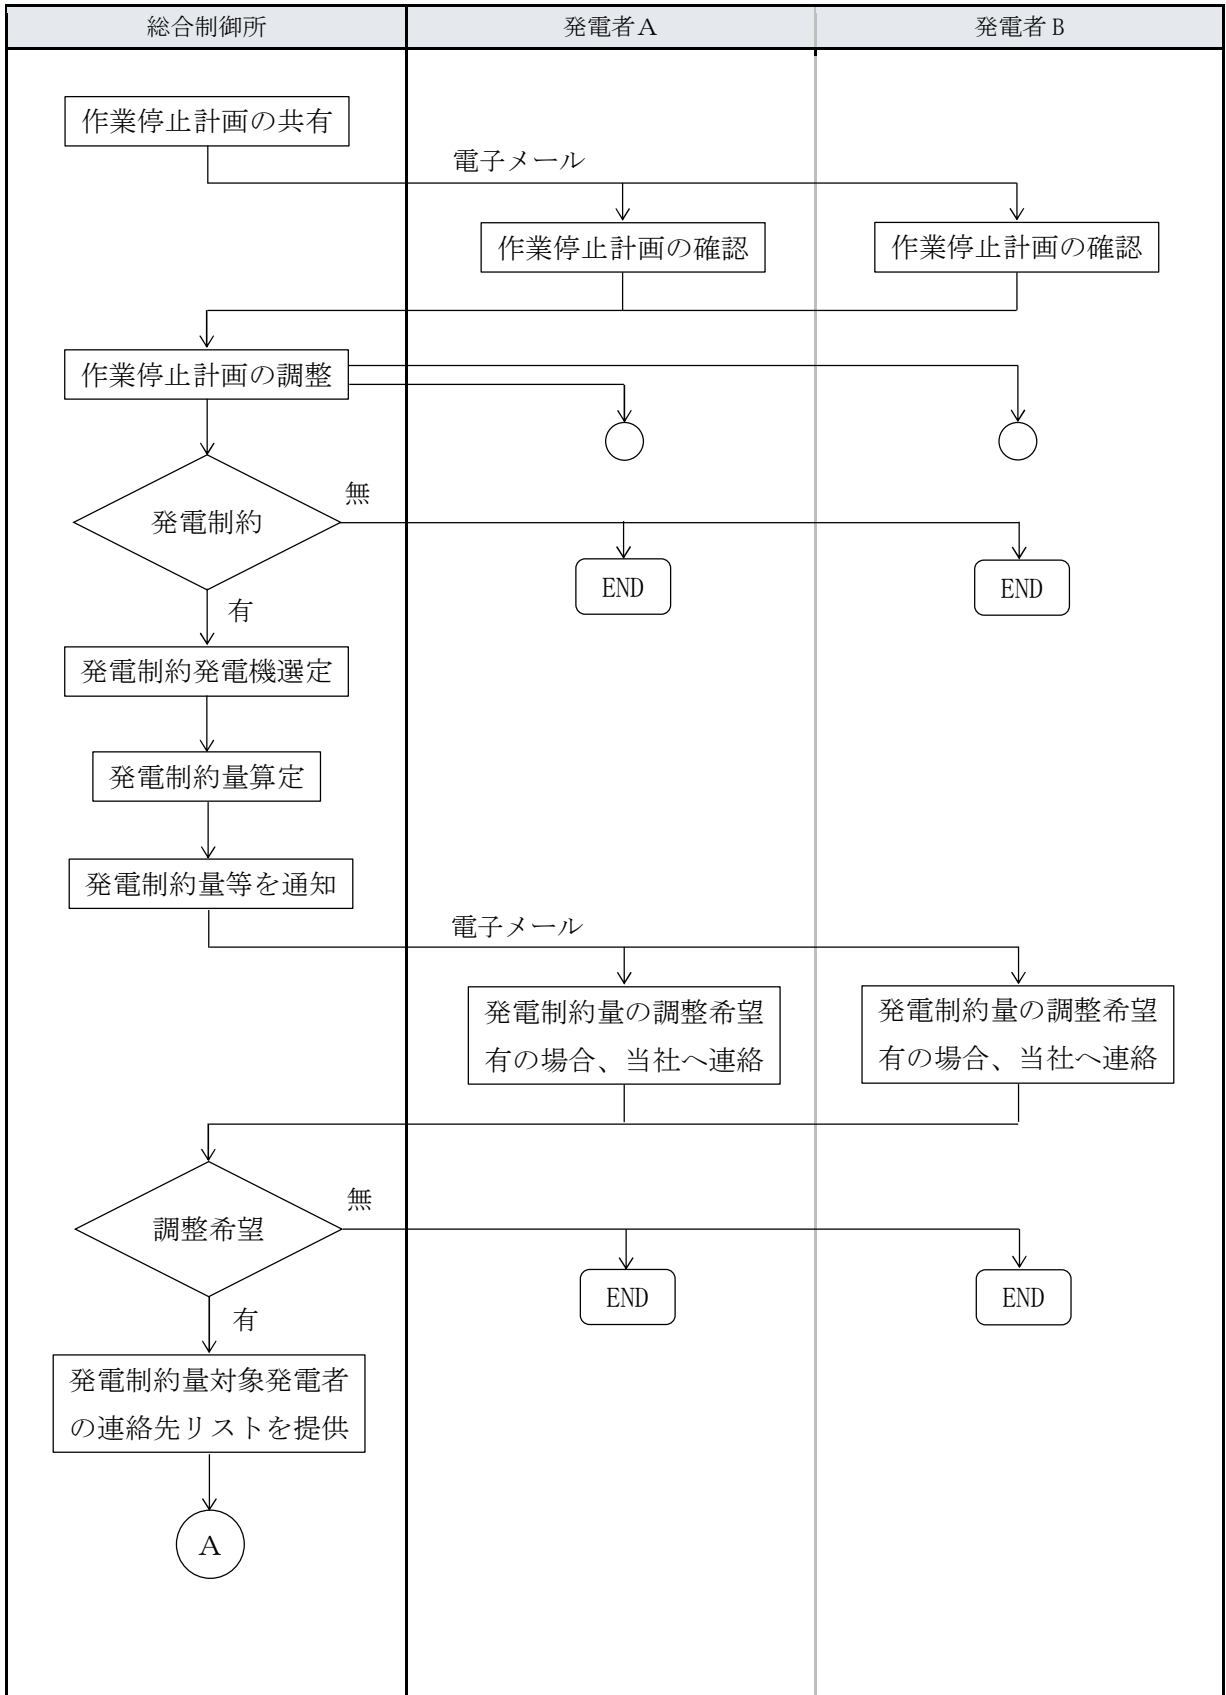 総合制御所
発電者A
発電者B
作業停止計画の共有
電子メール
作業停止計画の確認
作業停止計画の確認
作業停止計画の調整
発電制約
無
END
END
有
発電制約発電機選定
発電制約量算定
発電制約量等を通知
電子メール
発電制約量の調整希望
有の場合、当社へ連絡
発電制約量の調整希望
有の場合、当社へ連絡
調整希望
無
END
END
有
発電制約量対象発電者
の連絡先リストを提供
A